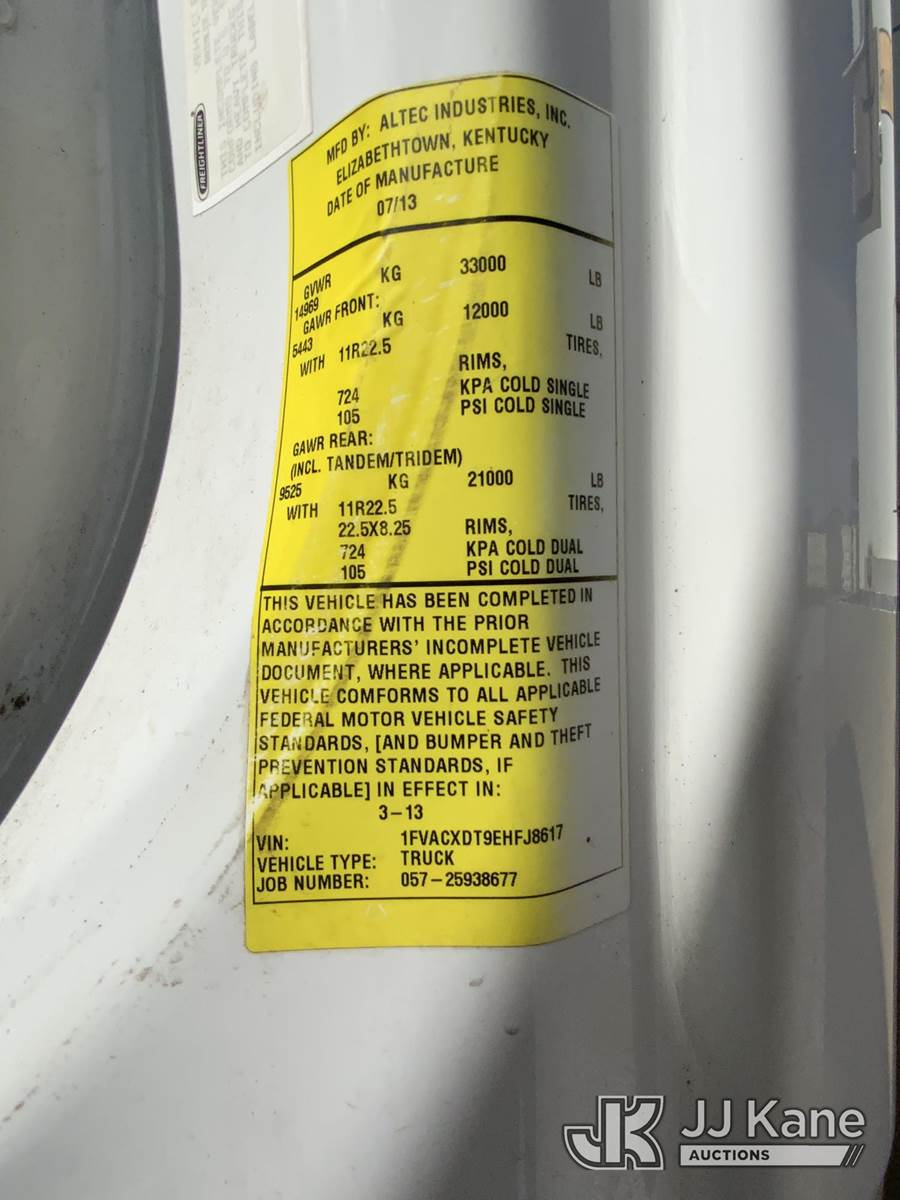 FREIGHTLINER
MFD BY: ALTEC INDUSTRIES, INC.
ELIZABETHTOWN, KENTUCKY
DATE OF MANUFACTURE
07/13
GVWR
14969 KG 33000 LB
GAWR FRONT:
5443 KG 12000 LB
WITH 11R22.5 TIRES,
RIMS,
724 KPA COLD SINGLE
105 PSI COLD SINGLE
GAWR REAR:
(INCL. TANDEM/TRIDEM)
9525 KG 21000 LB
WITH 11R22.5 TIRES,
22.5X8.25 RIMS,
724 KPA COLD DUAL
105 PSI COLD DUAL
THIS VEHICLE HAS BEEN COMPLETED IN
ACCORDANCE WITH THE PRIOR
MANUFACTURERS' INCOMPLETE VEHICLE
DOCUMENT, WHERE APPLICABLE. THIS
VEHICLE COMFORMS TO ALL APPLICABLE
FEDERAL MOTOR VEHICLE SAFETY
STANDARDS, [AND BUMPER AND THEFT
PREVENTION STANDARDS, IF
APPLICABLE] IN EFFECT IN:
3-13
VIN: 1FVACXDT9EHFJ8617
VEHICLE TYPE: TRUCK
JOB NUMBER: 057-25938677
JK JJ Kane
AUCTIONS